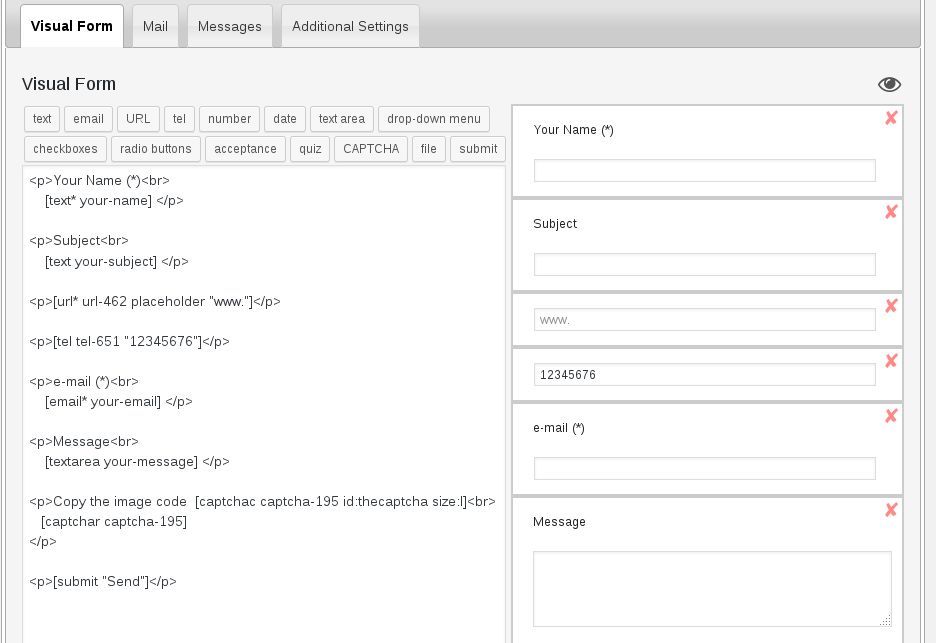 Visual Form Mail Messages Additional Settings
Visual Form
text email URL tel number date text area drop-down menu
checkboxes radio buttons acceptance quiz CAPTCHA file submit
<p>Your Name (*)<br>
[text* your-name] </p>
<p>Subject<br>
[text your-subject] </p>
<p>[url* url-462 placeholder "www."]</p>
<p>[tel tel-651 "12345676"]</p>
<p>e-mail (*)<br>
[email* your-email] </p>
<p>Message<br>
[textarea your-message] </p>
<p>Copy the image code  [captchac captcha-195 id:thecaptcha size:l]<br>
[captchar captcha-195]
</p>
<p>[submit "Send"]</p>
Your Name (*)
Subject
www.
12345676
e-mail (*)
Message